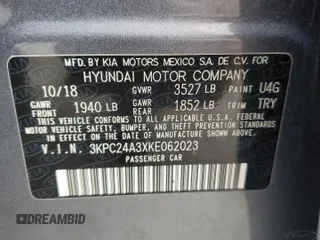 MFD. BY KIA MOTORS MEXICO S.A. DE C.V. FOR
HYUNDAI MOTOR COMPANY
10/18 GVWR 3527 LB PAINT U4G
GAWR FRT 1940 LB GAWR RR 1852 LB TRIM TRY
THIS VEHICLE CONFORMS TO ALL APPLICABLE U.S.A. FEDERAL MOTOR VEHICLE
SAFETY, BUMPER, AND THEFT PREVENTION STANDARDS
IN EFFECT ON THE DATE OF MANUFACTURE SHOWN ABOVE.
V.I.N. 3KPC24A3XKE062023
PASSENGER CAR
DREAMBID